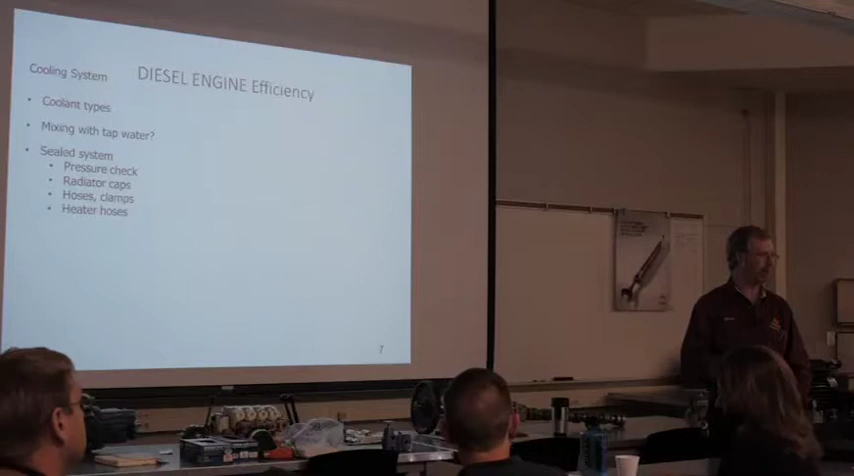 Cooling System
DIESEL ENGINE Efficiency
• Coolant types
• Mixing with tap water?
• Sealed system
• Pressure check
• Radiator caps
• Hoses, clamps
• Heater hoses
7